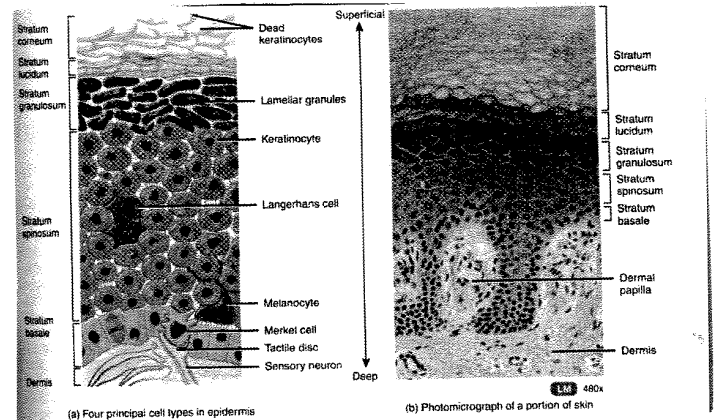 Stratum
corneum
Stratum
lucidum
Stratum
granulosum
Stratum
spinosum
Stratum
basale
Dermis
Dead
keratinocytes
Lamellar granules
Keratinocyte
Langerhans cell
Melanocyte
Merkel cell
Tactile disc
Sensory neuron
(a) Four principal cell types in epidermis
Superficial
Deep
Stratum
corneum
Stratum
lucidum
Stratum
granulosum
Stratum
spinosum
Stratum
basale
Dermal
papilla
Dermis
LM 480x
(b) Photomicrograph of a portion of skin